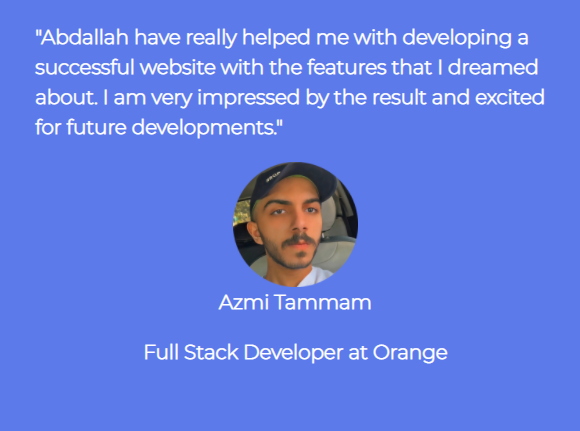 "Abdallah have really helped me with developing a
successful website with the features that I dreamed
about. I am very impressed by the result and excited
for future developments."
Azmi Tammam
Full Stack Developer at Orange